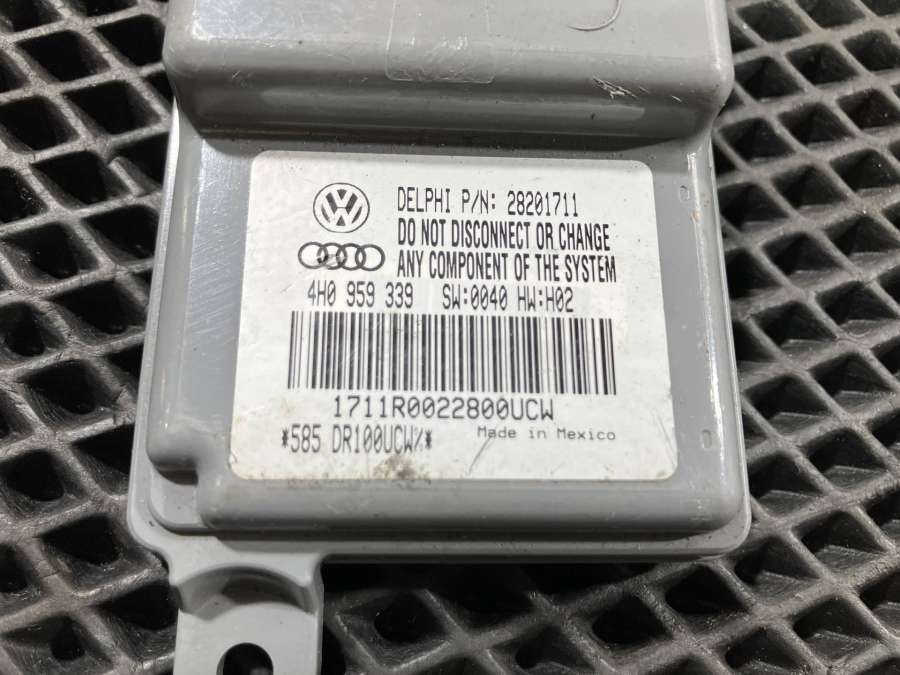 DELPHI P/N: 28201711
DO NOT DISCONNECT OR CHANGE
ANY COMPONENT OF THE SYSTEM
4H0 959 339 SW:0040 HW:H02
1711R0022800UCW
*585 DR100UCW%*
Made in Mexico